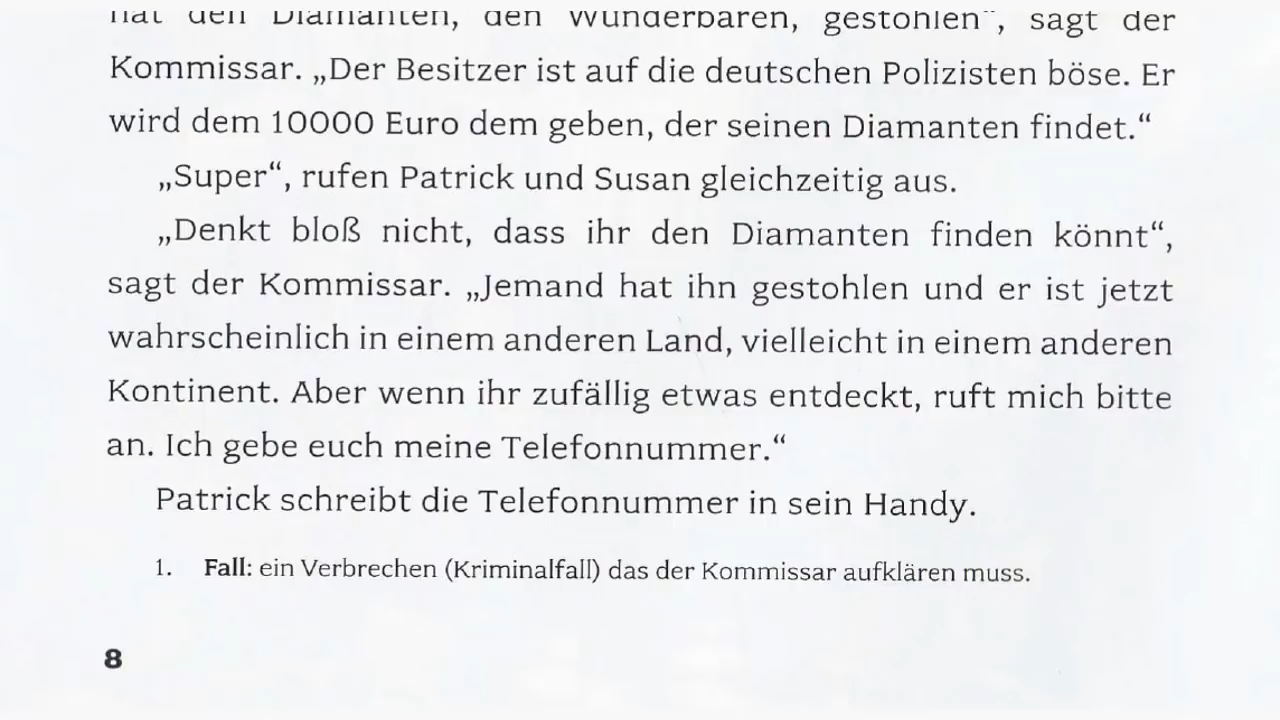 hat den Diamanten, den Wunderbaren, gestohlen“, sagt der
Kommissar. „Der Besitzer ist auf die deutschen Polizisten böse. Er
wird dem 10000 Euro dem geben, der seinen Diamanten findet.“
„Super“, rufen Patrick und Susan gleichzeitig aus.
„Denkt bloß nicht, dass ihr den Diamanten finden könnt“,
sagt der Kommissar. „Jemand hat ihn gestohlen und er ist jetzt
wahrscheinlich in einem anderen Land, vielleicht in einem anderen
Kontinent. Aber wenn ihr zufällig etwas entdeckt, ruft mich bitte
an. Ich gebe euch meine Telefonnummer.“
Patrick schreibt die Telefonnummer in sein Handy.
1. Fall: ein Verbrechen (Kriminalfall) das der Kommissar aufklären muss.
8